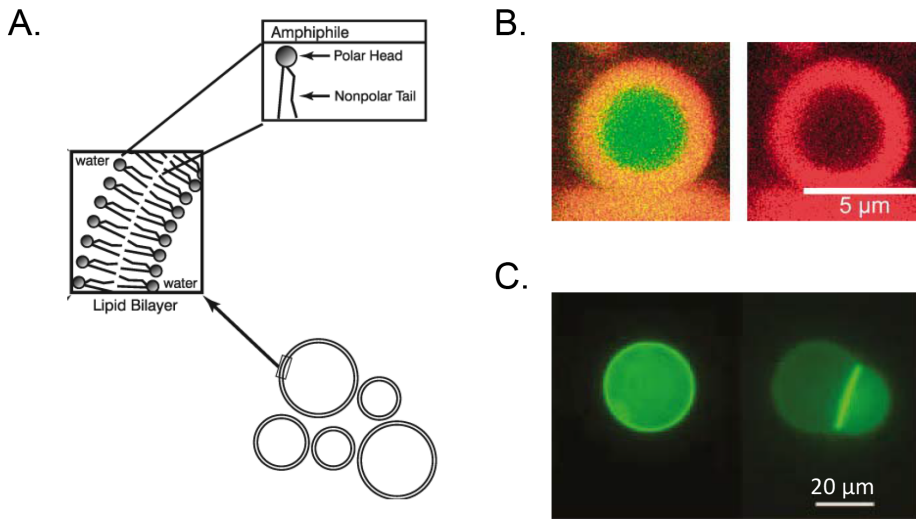 A.
Amphiphile
Polar Head
Nonpolar Tail
water
water
Lipid Bilayer
B.
5 µm
C.
20 µm